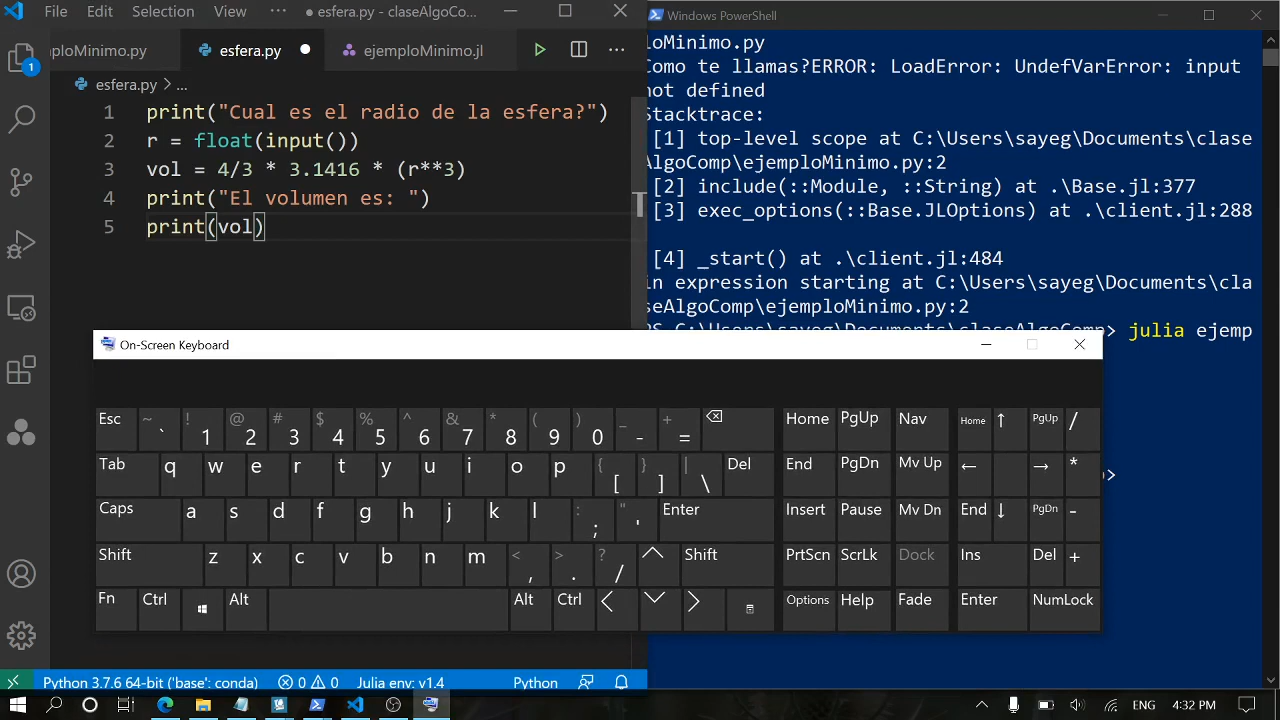 File Edit Selection View ··· ● esfera.py - claseAlgoCo...
ploMinimo.py esfera.py ● ejemploMinimo.jl ···
esfera.py > ...
1 print("Cual es el radio de la esfera?")
2 r = float(input())
3 vol = 4/3 * 3.1416 * (r**3)
4 print("El volumen es: ")
5 print(vol)
1
Windows PowerShell
loMinimo.py
Como te llamas?ERROR: LoadError: UndefVarError: input
not defined
Stacktrace:
[1] top-level scope at C:\Users\sayeg\Documents\clase
AlgoComp\ejemploMinimo.py:2
[2] include(::Module, ::String) at .\Base.jl:377
[3] exec_options(::Base.JLOptions) at .\client.jl:288
[4] _start() at .\client.jl:484
in expression starting at C:\Users\sayeg\Documents\cla
seAlgoComp\ejemploMinimo.py:2
PS C:\Users\sayeg\Documents\claseAlgoComp> julia ejemp
>
On-Screen Keyboard
Esc ~ ` ! 1 @ 2 # 3 $ 4 % 5 ^ 6 & 7 * 8 ( 9 ) 0 _ - + = Home PgUp Nav Home ↑ PgUp /
Tab q w e r t y u i o p { [ } ] | \ Del End PgDn Mv Up ← → *
Caps a s d f g h j k l : ; " ' Enter Insert Pause Mv Dn End ↓ PgDn -
Shift z x c v b n m < , > . ? / Shift PrtScn ScrLk Dock Ins Del +
Fn Ctrl Alt Alt Ctrl Options Help Fade Enter NumLock
Python 3.7.6 64-bit ('base': conda) 0 0 Julia env: v1.4 Python
ENG 4:32 PM